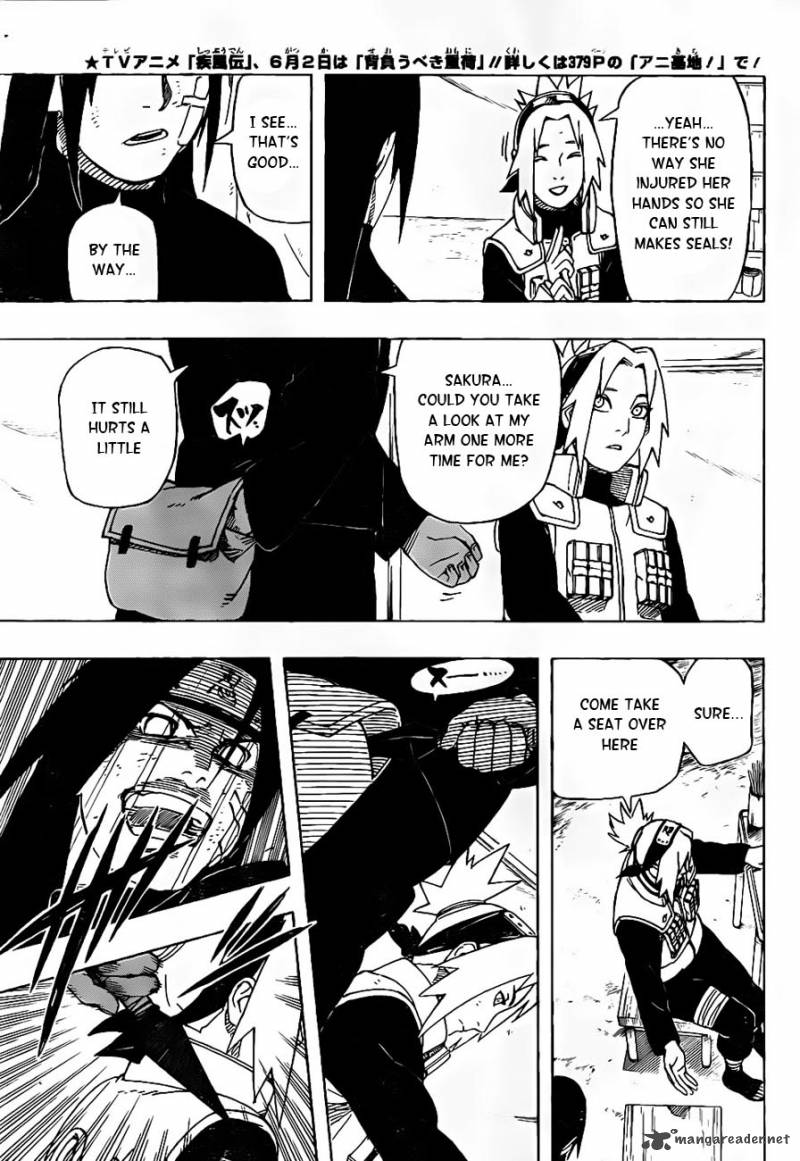 ★TVアニメ「疾風伝」、6月2日は「背負うべき重荷」!!詳しくは379Pの「アニ基地!」で!
...YEAH...
THERE'S NO
WAY SHE
INJURED HER
HANDS SO SHE
CAN STILL
MAKES SEALS!
I SEE...
THAT'S
GOOD...
BY THE
WAY...
SAKURA...
COULD YOU TAKE
A LOOK AT MY
ARM ONE MORE
TIME FOR ME?
スッ
IT STILL
HURTS A
LITTLE
SURE...
COME TAKE
A SEAT OVER
HERE
スー…
mangareader.net